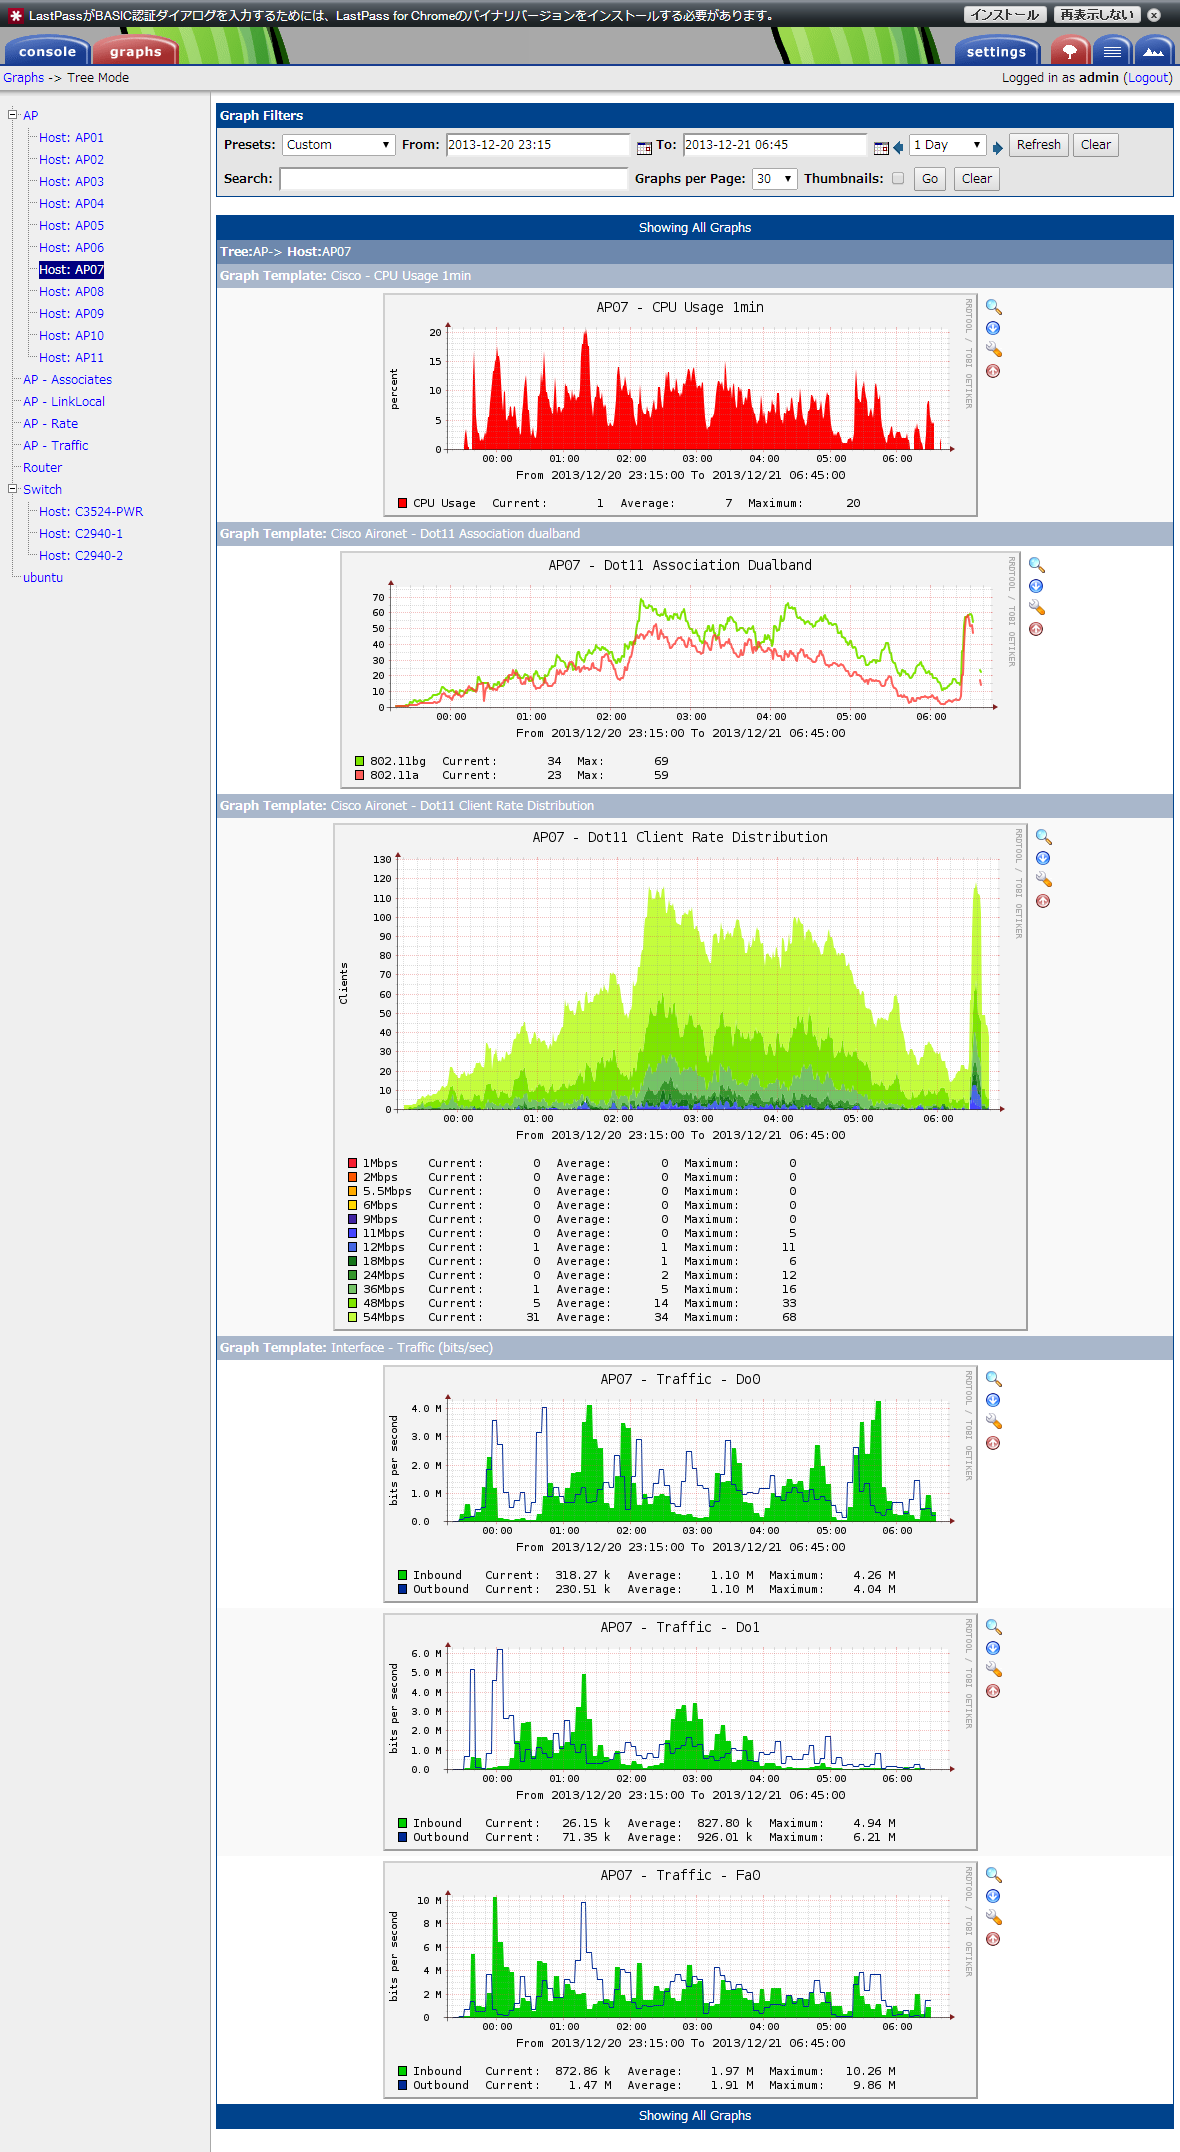 LastPassがBASIC認証ダイアログを入力するためには、LastPass for Chromeのバイナリバージョンをインストールする必要があります。 インストール 再表示しない
console graphs settings
Graphs -> Tree Mode Logged in as admin (Logout)
AP
Host: AP01
Host: AP02
Host: AP03
Host: AP04
Host: AP05
Host: AP06
Host: AP07
Host: AP08
Host: AP09
Host: AP10
Host: AP11
AP - Associates
AP - LinkLocal
AP - Rate
AP - Traffic
Router
Switch
Host: C3524-PWR
Host: C2940-1
Host: C2940-2
ubuntu
Graph Filters
Presets: Custom From: 2013-12-20 23:15 To: 2013-12-21 06:45 1 Day Refresh Clear
Search: Graphs per Page: 30 Thumbnails: Go Clear
Showing All Graphs
Tree:AP-> Host:AP07
Graph Template: Cisco - CPU Usage 1min
AP07 - CPU Usage 1min
RRDTOOL / TOBI OETIKER
percent
20
15
10
5
0
00:00 01:00 02:00 03:00 04:00 05:00 06:00
From 2013/12/20 23:15:00 To 2013/12/21 06:45:00
CPU Usage Current: 1 Average: 7 Maximum: 20
Graph Template: Cisco Aironet - Dot11 Association dualband
AP07 - Dot11 Association Dualband
RRDTOOL / TOBI OETIKER
70
60
50
40
30
20
10
0
00:00 01:00 02:00 03:00 04:00 05:00 06:00
From 2013/12/20 23:15:00 To 2013/12/21 06:45:00
802.11bg Current: 34 Max: 69
802.11a Current: 23 Max: 59
Graph Template: Cisco Aironet - Dot11 Client Rate Distribution
AP07 - Dot11 Client Rate Distribution
RRDTOOL / TOBI OETIKER
Clients
130
120
110
100
90
80
70
60
50
40
30
20
10
0
00:00 01:00 02:00 03:00 04:00 05:00 06:00
From 2013/12/20 23:15:00 To 2013/12/21 06:45:00
1Mbps Current: 0 Average: 0 Maximum: 0
2Mbps Current: 0 Average: 0 Maximum: 0
5.5Mbps Current: 0 Average: 0 Maximum: 0
6Mbps Current: 0 Average: 0 Maximum: 0
9Mbps Current: 0 Average: 0 Maximum: 0
11Mbps Current: 0 Average: 0 Maximum: 5
12Mbps Current: 1 Average: 1 Maximum: 11
18Mbps Current: 0 Average: 1 Maximum: 6
24Mbps Current: 0 Average: 2 Maximum: 12
36Mbps Current: 1 Average: 5 Maximum: 16
48Mbps Current: 5 Average: 14 Maximum: 33
54Mbps Current: 31 Average: 34 Maximum: 68
Graph Template: Interface - Traffic (bits/sec)
AP07 - Traffic - Do0
RRDTOOL / TOBI OETIKER
bits per second
4.0 M
3.0 M
2.0 M
1.0 M
0.0
00:00 01:00 02:00 03:00 04:00 05:00 06:00
From 2013/12/20 23:15:00 To 2013/12/21 06:45:00
Inbound Current: 318.27 k Average: 1.10 M Maximum: 4.26 M
Outbound Current: 230.51 k Average: 1.10 M Maximum: 4.04 M
AP07 - Traffic - Do1
RRDTOOL / TOBI OETIKER
bits per second
6.0 M
5.0 M
4.0 M
3.0 M
2.0 M
1.0 M
0.0
00:00 01:00 02:00 03:00 04:00 05:00 06:00
From 2013/12/20 23:15:00 To 2013/12/21 06:45:00
Inbound Current: 26.15 k Average: 827.80 k Maximum: 4.94 M
Outbound Current: 71.35 k Average: 926.01 k Maximum: 6.21 M
AP07 - Traffic - Fa0
RRDTOOL / TOBI OETIKER
bits per second
10 M
8 M
6 M
4 M
2 M
0
00:00 01:00 02:00 03:00 04:00 05:00 06:00
From 2013/12/20 23:15:00 To 2013/12/21 06:45:00
Inbound Current: 872.86 k Average: 1.97 M Maximum: 10.26 M
Outbound Current: 1.47 M Average: 1.91 M Maximum: 9.86 M
Showing All Graphs